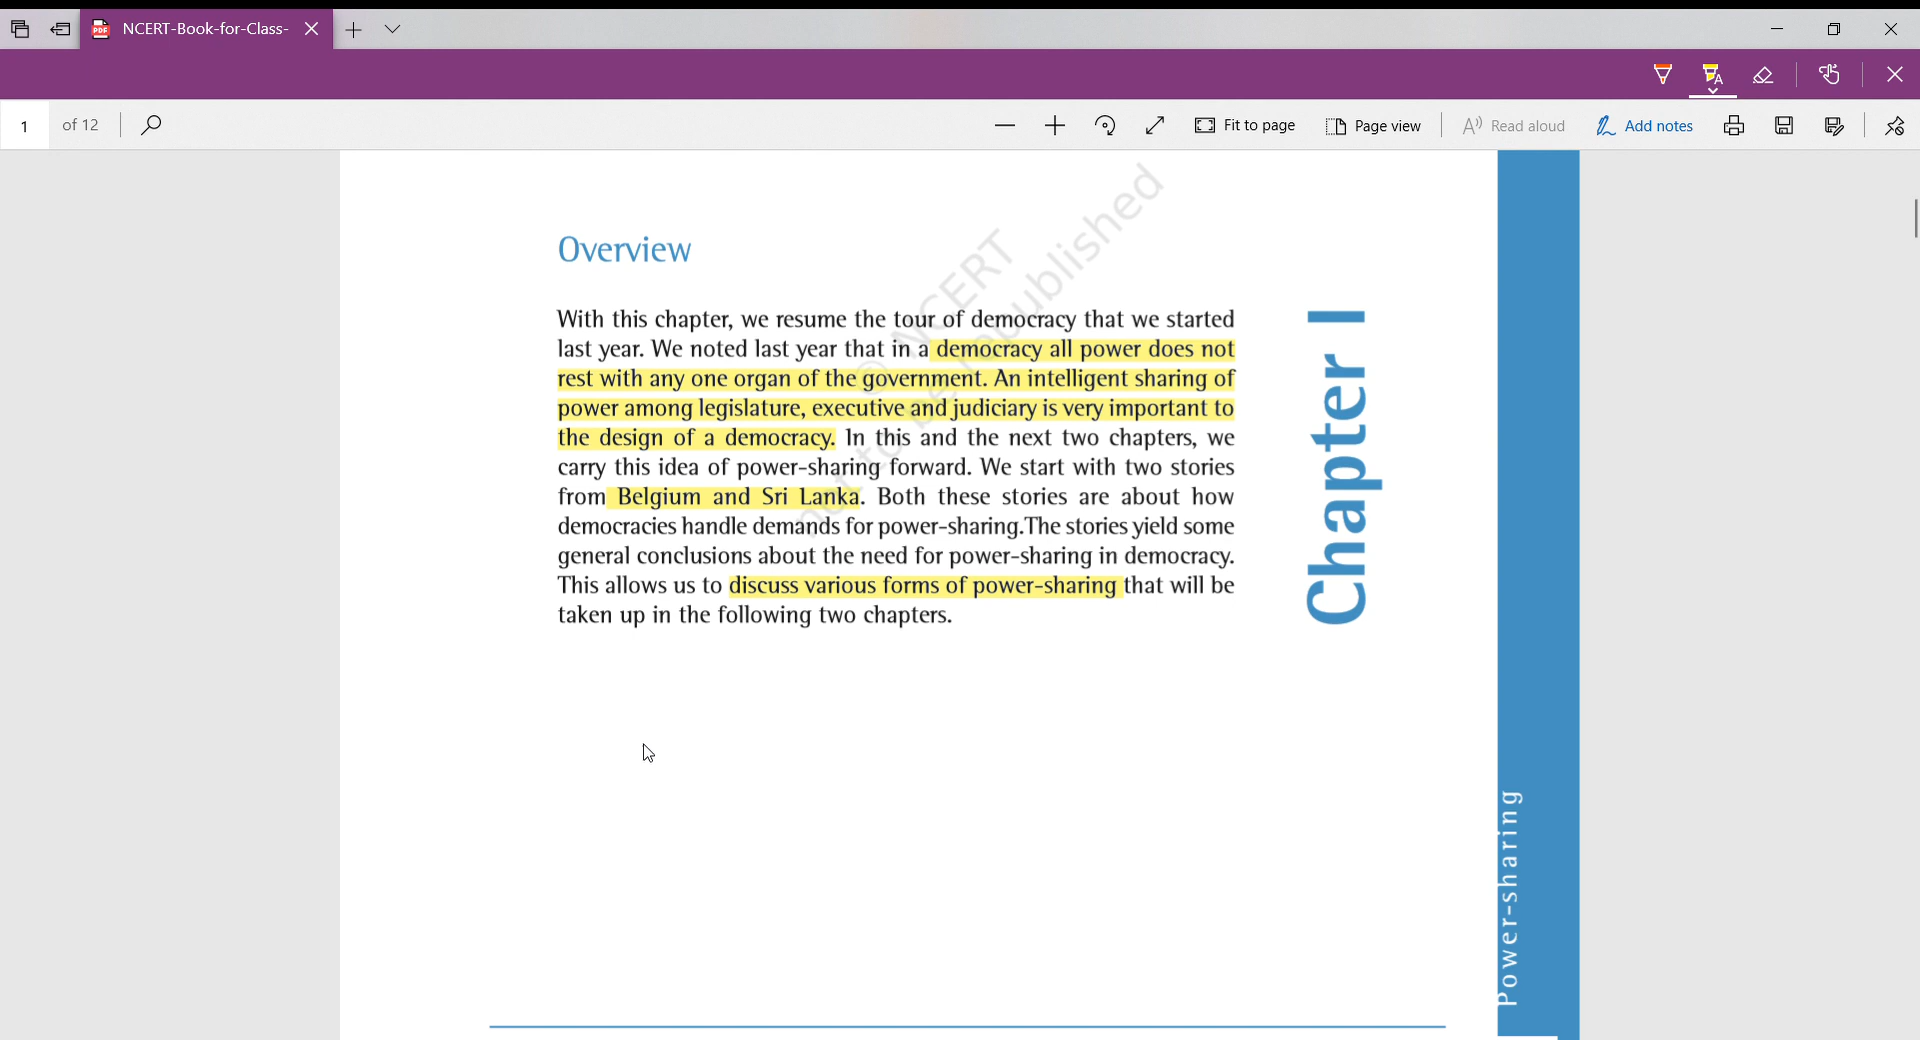 NCERT-Book-for-Class-
1 of 12
Fit to page
Page view
Read aloud
Add notes
Overview
With this chapter, we resume the tour of democracy that we started
last year. We noted last year that in a democracy all power does not
rest with any one organ of the government. An intelligent sharing of
power among legislature, executive and judiciary is very important to
the design of a democracy. In this and the next two chapters, we
carry this idea of power-sharing forward. We start with two stories
from Belgium and Sri Lanka. Both these stories are about how
democracies handle demands for power-sharing.The stories yield some
general conclusions about the need for power-sharing in democracy.
This allows us to discuss various forms of power-sharing that will be
taken up in the following two chapters.
Chapter I
Power-sharing
© NCERT
not to be republished